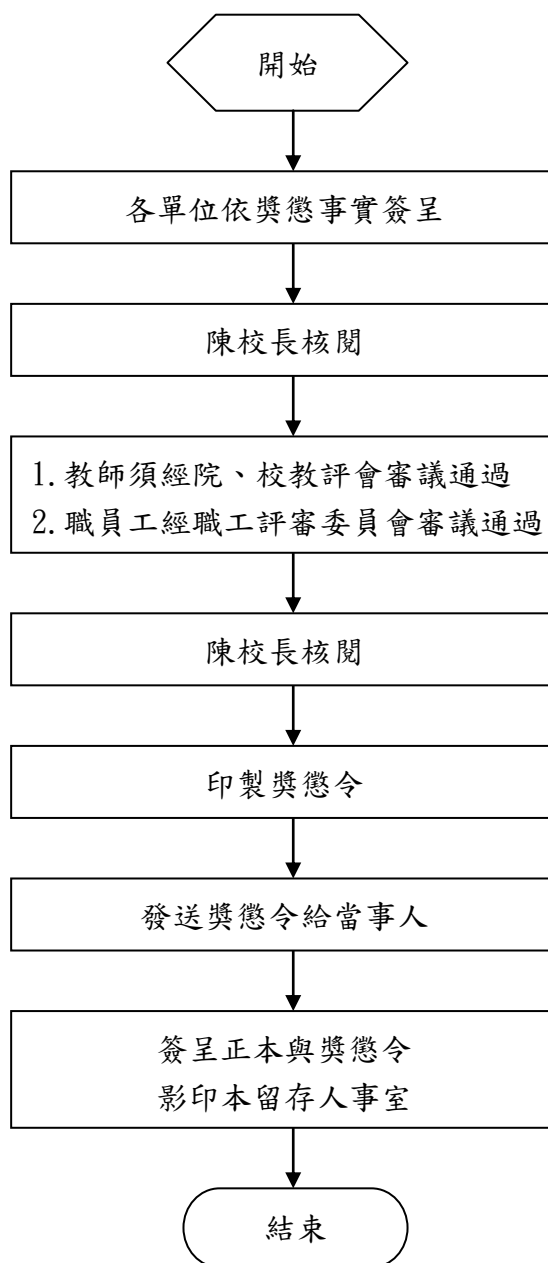 開始
各單位依獎懲事實簽呈
陳校長核閱
1.教師須經院、校教評會審議通過
2.職員工經職工評審委員會審議通過
陳校長核閱
印製獎懲令
發送獎懲令給當事人
簽呈正本與獎懲令
影印本留存人事室
結束